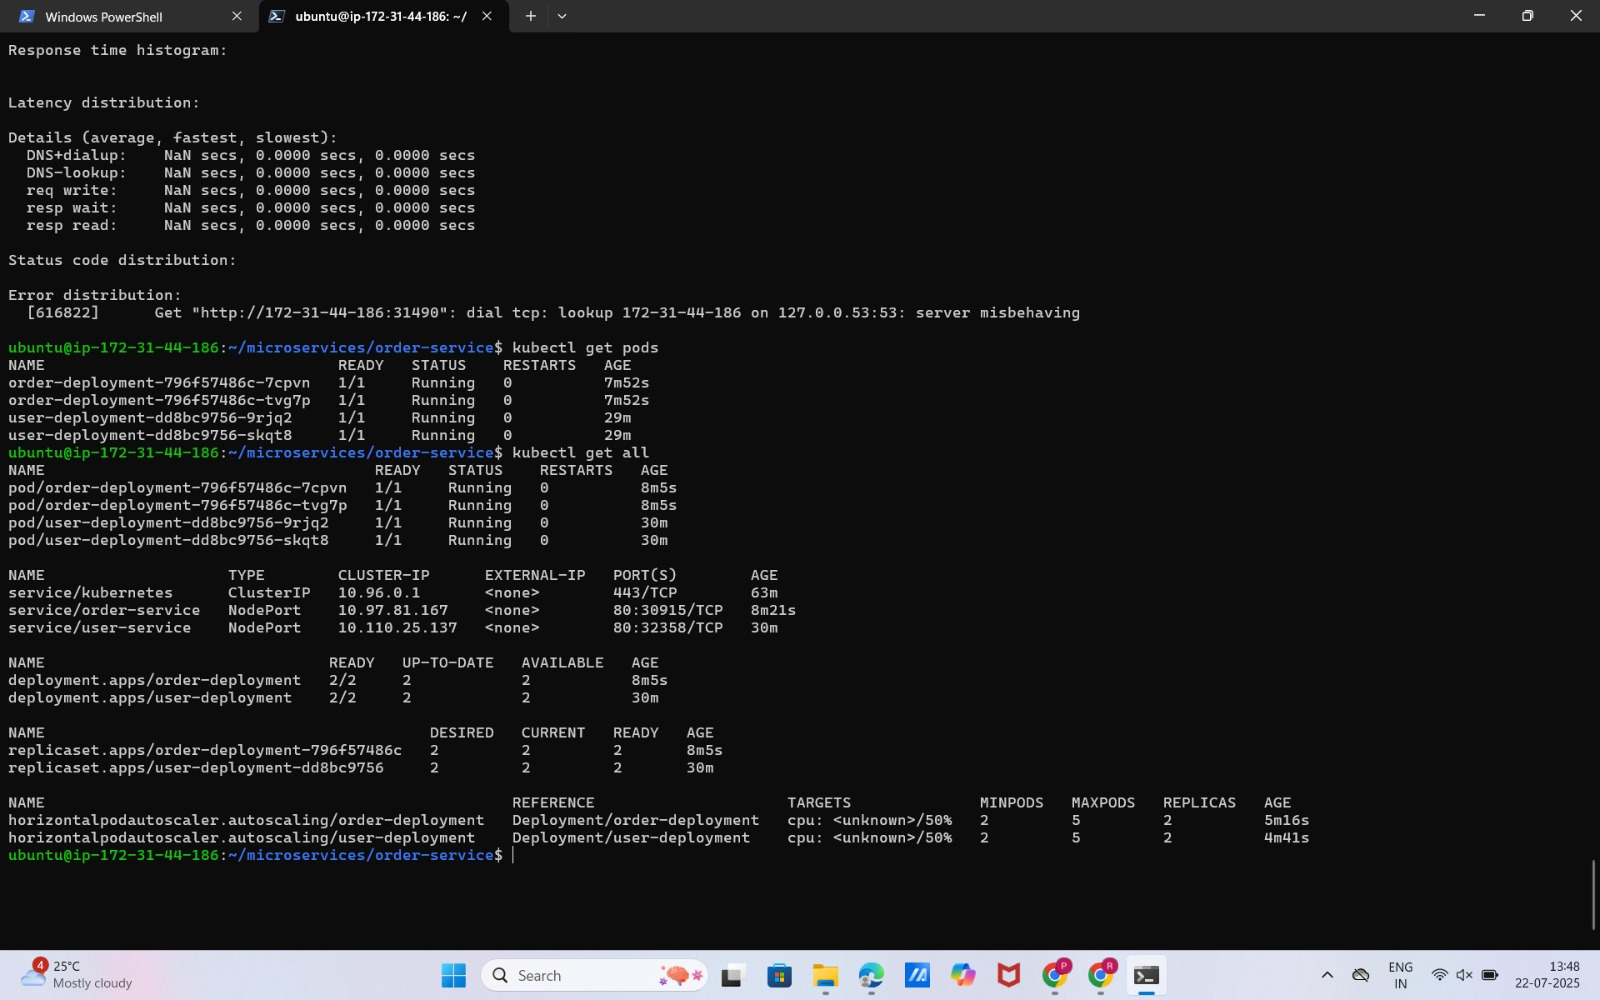 Windows PowerShell
ubuntu@ip-172-31-44-186: ~/
Response time histogram:
Latency distribution:
Details (average, fastest, slowest):
  DNS+dialup:    NaN secs, 0.0000 secs, 0.0000 secs
  DNS-lookup:    NaN secs, 0.0000 secs, 0.0000 secs
  req write:     NaN secs, 0.0000 secs, 0.0000 secs
  resp wait:     NaN secs, 0.0000 secs, 0.0000 secs
  resp read:     NaN secs, 0.0000 secs, 0.0000 secs
Status code distribution:
Error distribution:
  [616822]      Get "http://172-31-44-186:31490": dial tcp: lookup 172-31-44-186 on 127.0.0.53:53: server misbehaving
ubuntu@ip-172-31-44-186:~/microservices/order-service$ kubectl get pods
NAME                                READY   STATUS    RESTARTS   AGE
order-deployment-796f57486c-7cpvn   1/1     Running   0          7m52s
order-deployment-796f57486c-tvg7p   1/1     Running   0          7m52s
user-deployment-dd8bc9756-9rjq2     1/1     Running   0          29m
user-deployment-dd8bc9756-skqt8     1/1     Running   0          29m
ubuntu@ip-172-31-44-186:~/microservices/order-service$ kubectl get all
NAME                                    READY   STATUS    RESTARTS   AGE
pod/order-deployment-796f57486c-7cpvn   1/1     Running   0          8m5s
pod/order-deployment-796f57486c-tvg7p   1/1     Running   0          8m5s
pod/user-deployment-dd8bc9756-9rjq2     1/1     Running   0          30m
pod/user-deployment-dd8bc9756-skqt8     1/1     Running   0          30m
NAME                    TYPE        CLUSTER-IP      EXTERNAL-IP   PORT(S)        AGE
service/kubernetes      ClusterIP   10.96.0.1       <none>        443/TCP        63m
service/order-service   NodePort    10.97.81.167    <none>        80:30915/TCP   8m21s
service/user-service    NodePort    10.110.25.137   <none>        80:32358/TCP   30m
NAME                               READY   UP-TO-DATE   AVAILABLE   AGE
deployment.apps/order-deployment   2/2     2            2           8m5s
deployment.apps/user-deployment    2/2     2            2           30m
NAME                                          DESIRED   CURRENT   READY   AGE
replicaset.apps/order-deployment-796f57486c   2         2         2       8m5s
replicaset.apps/user-deployment-dd8bc9756     2         2         2       30m
NAME                                                   REFERENCE                     TARGETS              MINPODS   MAXPODS   REPLICAS   AGE
horizontalpodautoscaler.autoscaling/order-deployment   Deployment/order-deployment   cpu: <unknown>/50%   2         5         2          5m16s
horizontalpodautoscaler.autoscaling/user-deployment    Deployment/user-deployment    cpu: <unknown>/50%   2         5         2          4m41s
ubuntu@ip-172-31-44-186:~/microservices/order-service$
4
25°C
Mostly cloudy
Search
P
R
ENG
IN
13:48
22-07-2025